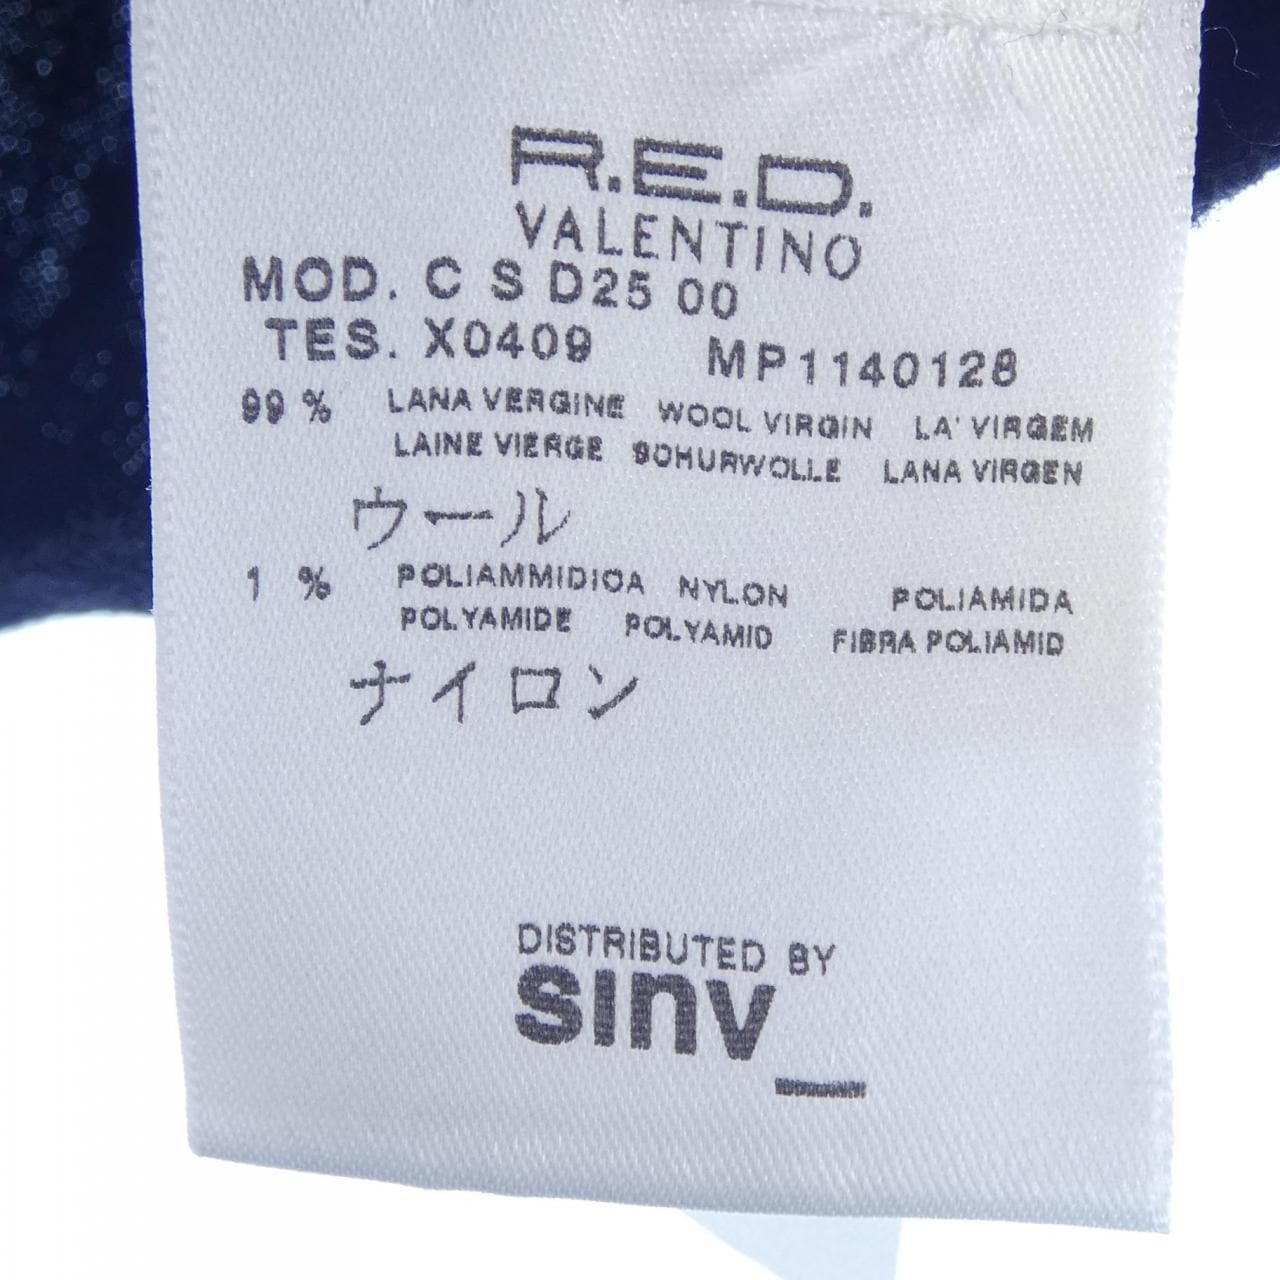 R.E.D.
VALENTINO
MOD. C S D25 00
TES. X0409 MP1140128
99 % LANA VERGINE WOOL VIRGIN LA' VIRGEM
LAINE VIERGE SCHURWOLLE LANA VIRGEN
ウール
1 % POLIAMMIDICA NYLON POLIAMIDA
POLYAMIDE POLYAMID FIBRA POLIAMID
ナイロン
DISTRIBUTED BY
sinv_